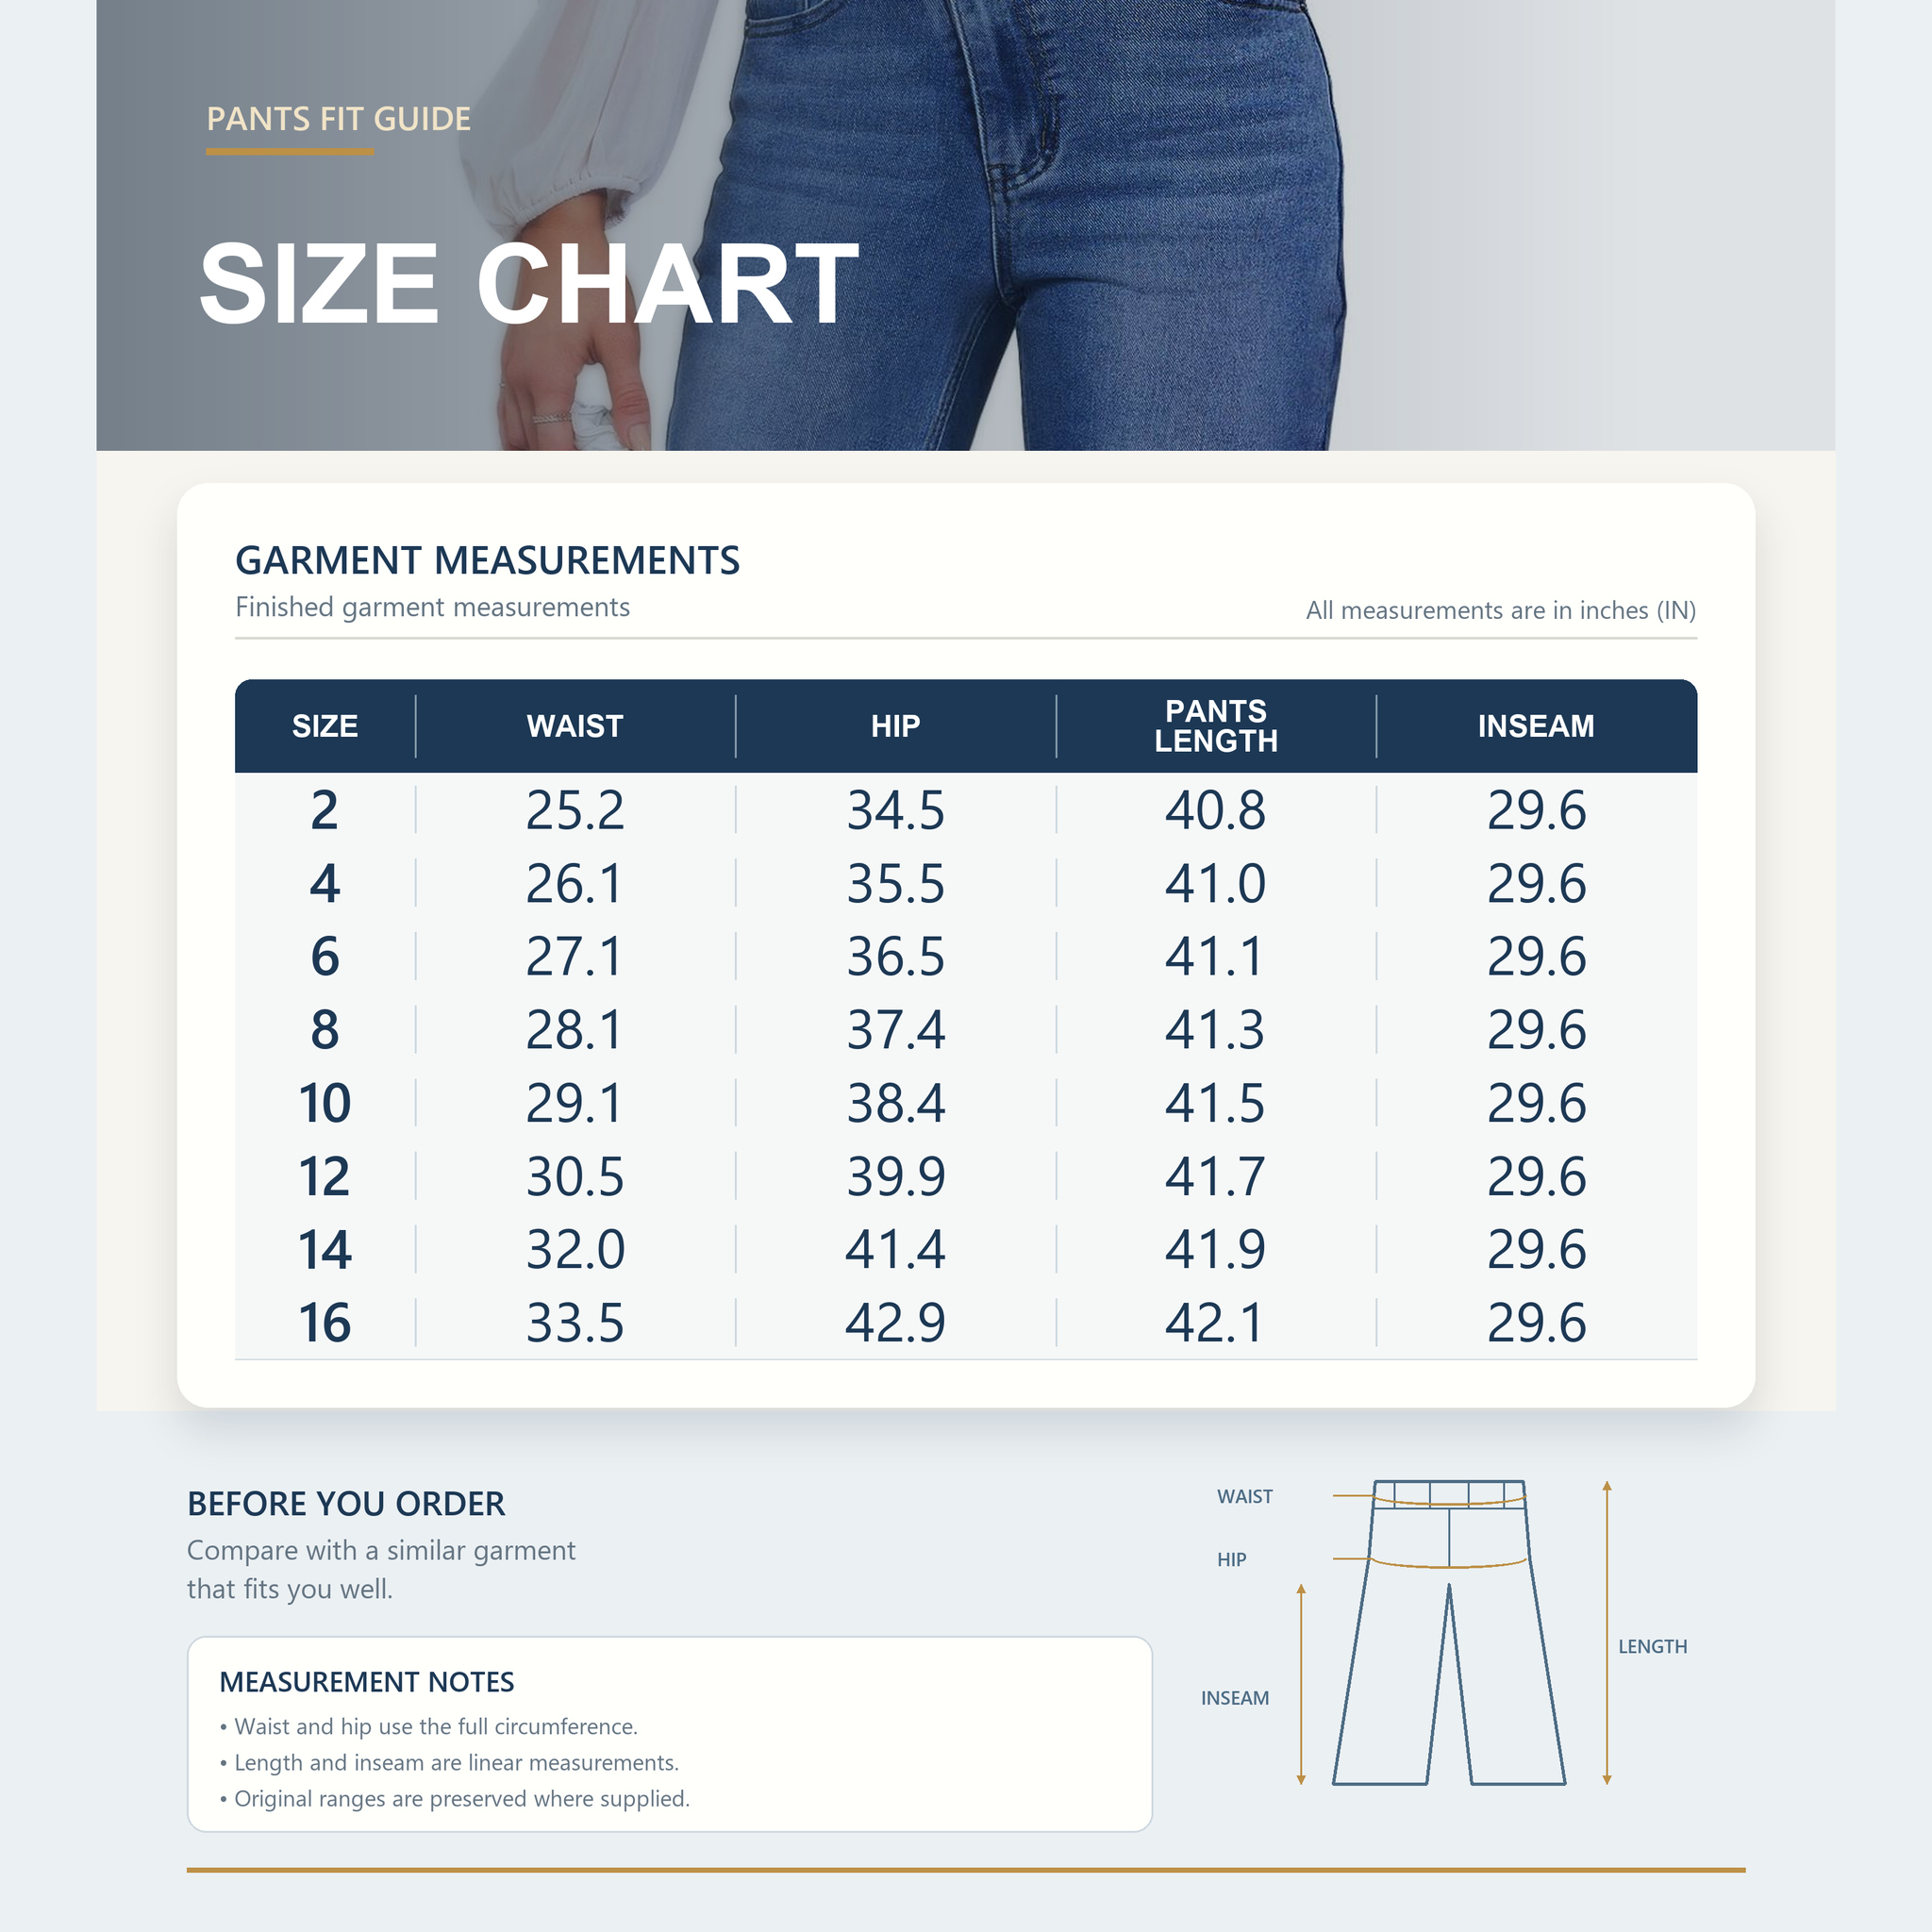 PANTS FIT GUIDE
SIZE CHART
GARMENT MEASUREMENTS
Finished garment measurements
All measurements are in inches (IN)
SIZE WAIST HIP PANTS LENGTH INSEAM
2 25.2 34.5 40.8 29.6
4 26.1 35.5 41.0 29.6
6 27.1 36.5 41.1 29.6
8 28.1 37.4 41.3 29.6
10 29.1 38.4 41.5 29.6
12 30.5 39.9 41.7 29.6
14 32.0 41.4 41.9 29.6
16 33.5 42.9 42.1 29.6
BEFORE YOU ORDER
Compare with a similar garment
that fits you well.
MEASUREMENT NOTES
• Waist and hip use the full circumference.
• Length and inseam are linear measurements.
• Original ranges are preserved where supplied.
WAIST
HIP
INSEAM
LENGTH